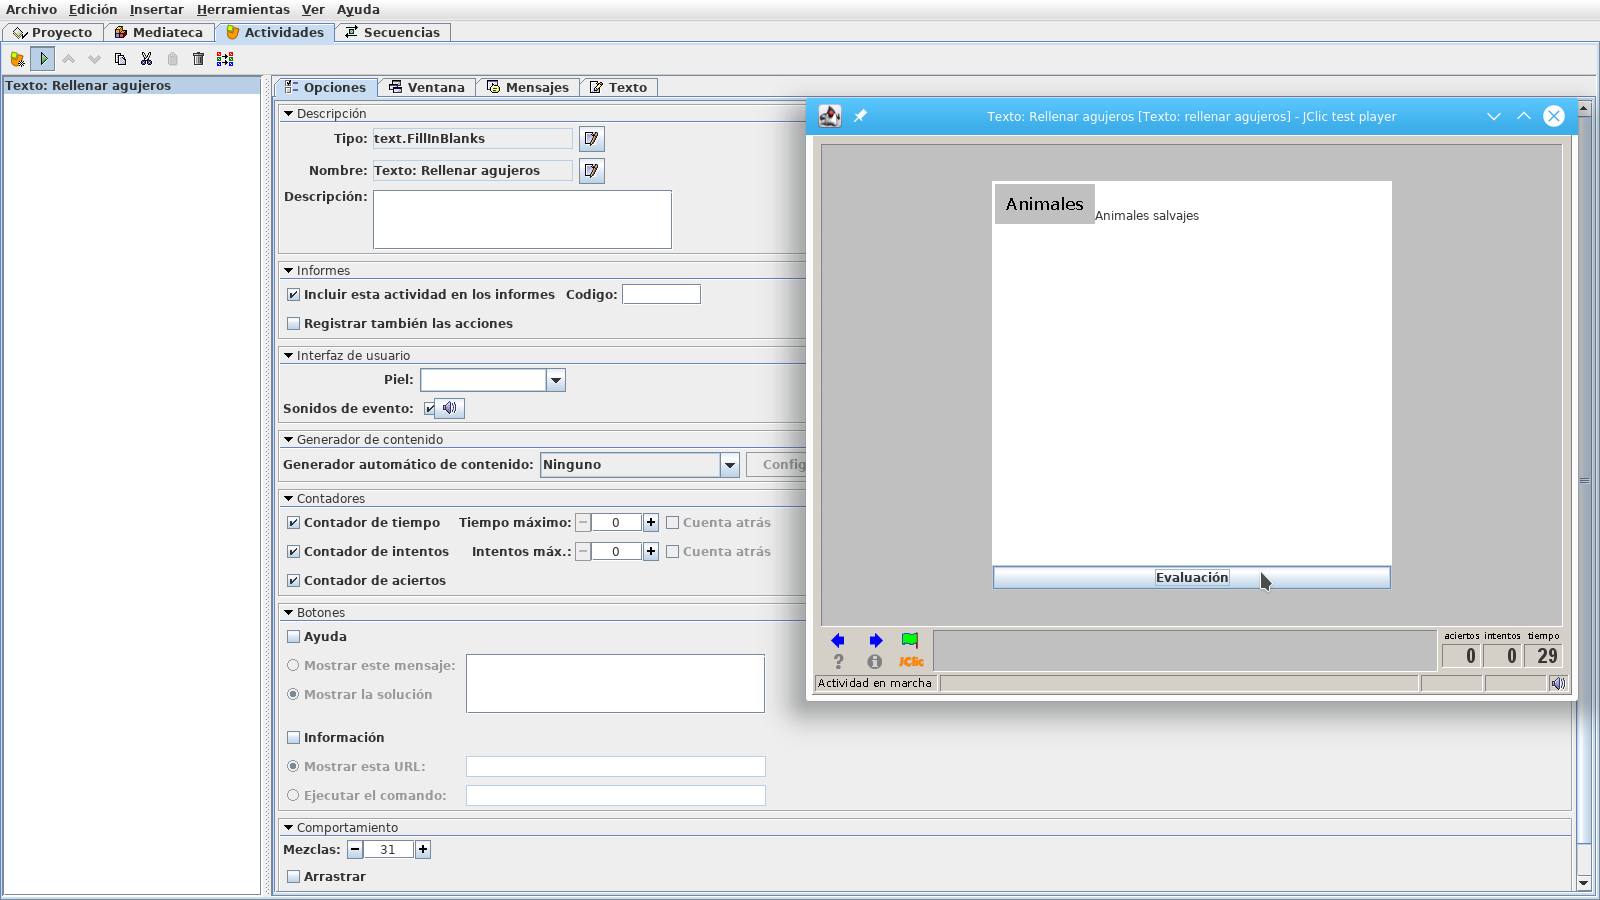 Archivo Edición Insertar Herramientas Ver Ayuda
Proyecto Mediateca Actividades Secuencias
Texto: Rellenar agujeros
Opciones Ventana Mensajes Texto
Descripción
Tipo: text.FillInBlanks
Nombre: Texto: Rellenar agujeros
Descripción:
Informes
Incluir esta actividad en los informes Codigo:
Registrar también las acciones
Interfaz de usuario
Piel:
Sonidos de evento:
Generador de contenido
Generador automático de contenido: Ninguno Config
Contadores
Contador de tiempo Tiempo máximo: 0 Cuenta atrás
Contador de intentos Intentos máx.: 0 Cuenta atrás
Contador de aciertos
Botones
Ayuda
Mostrar este mensaje:
Mostrar la solución
Información
Mostrar esta URL:
Ejecutar el comando:
Comportamiento
Mezclas: 31
Arrastrar
Texto: Rellenar agujeros [Texto: rellenar agujeros] - JClic test player
Animales Animales salvajes
Evaluación
aciertos intentos tiempo
JClic 0 0 29
Actividad en marcha